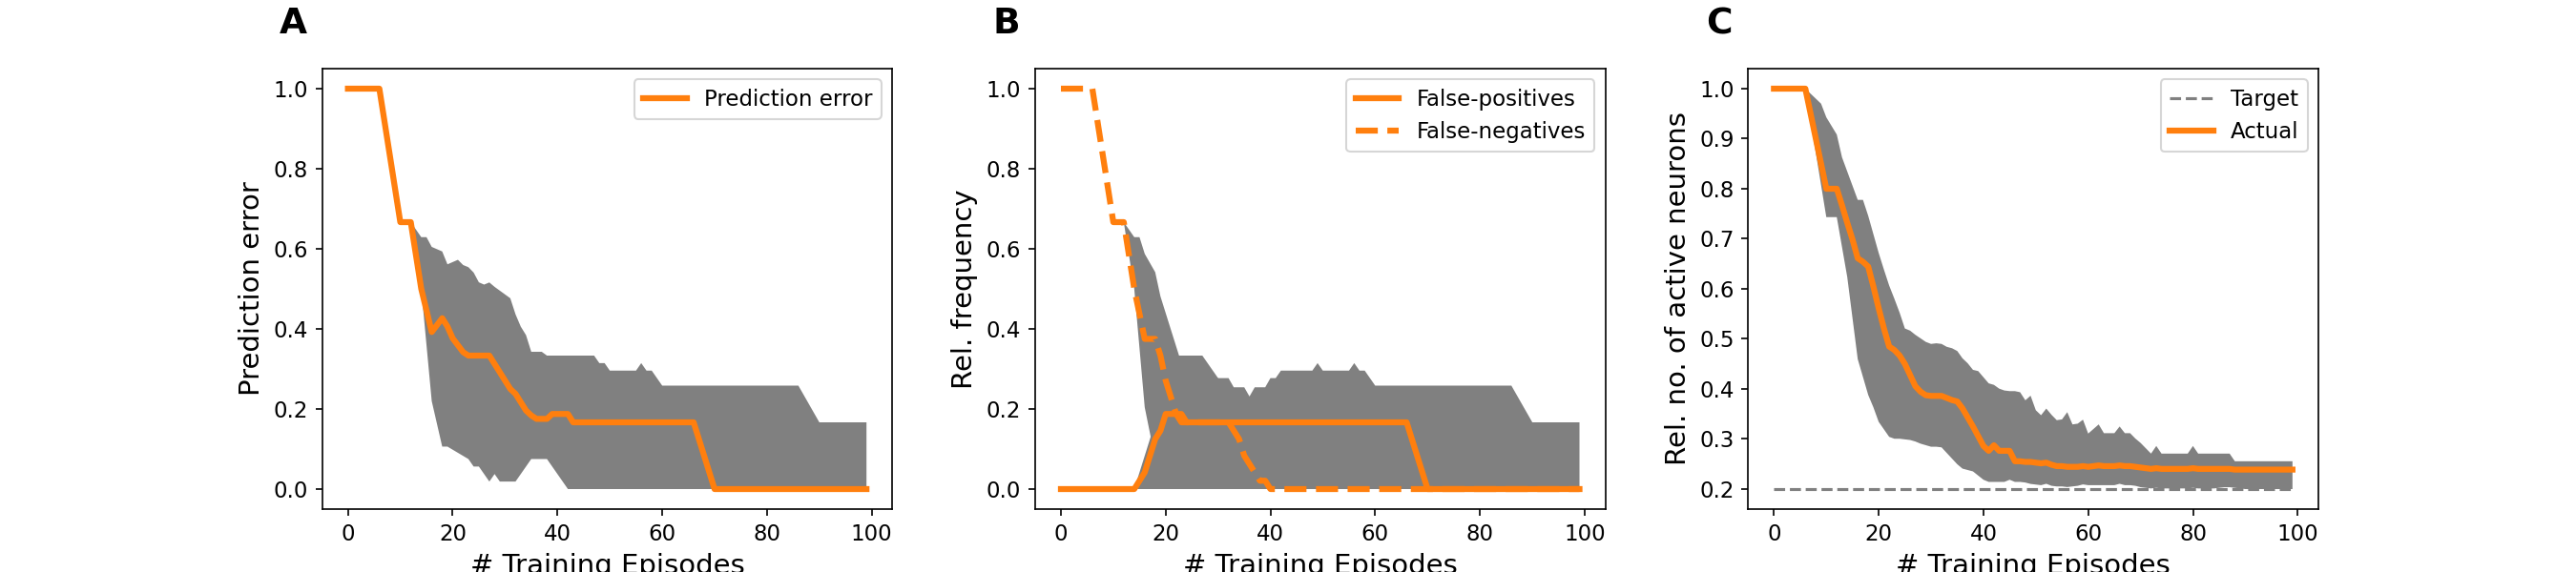 A
Prediction error
1.0
0.8
0.6
0.4
0.2
0.0
0 20 40 60 80 100
# Training Episodes
Prediction error
B
False-positives
False-negatives
1.0
0.8
0.6
0.4
0.2
0.0
0 20 40 60 80 100
# Training Episodes
Rel. frequency
C
Target
Actual
1.0
0.9
0.8
0.7
0.6
0.5
0.4
0.3
0.2
0 20 40 60 80 100
# Training Episodes
Rel. no. of active neurons